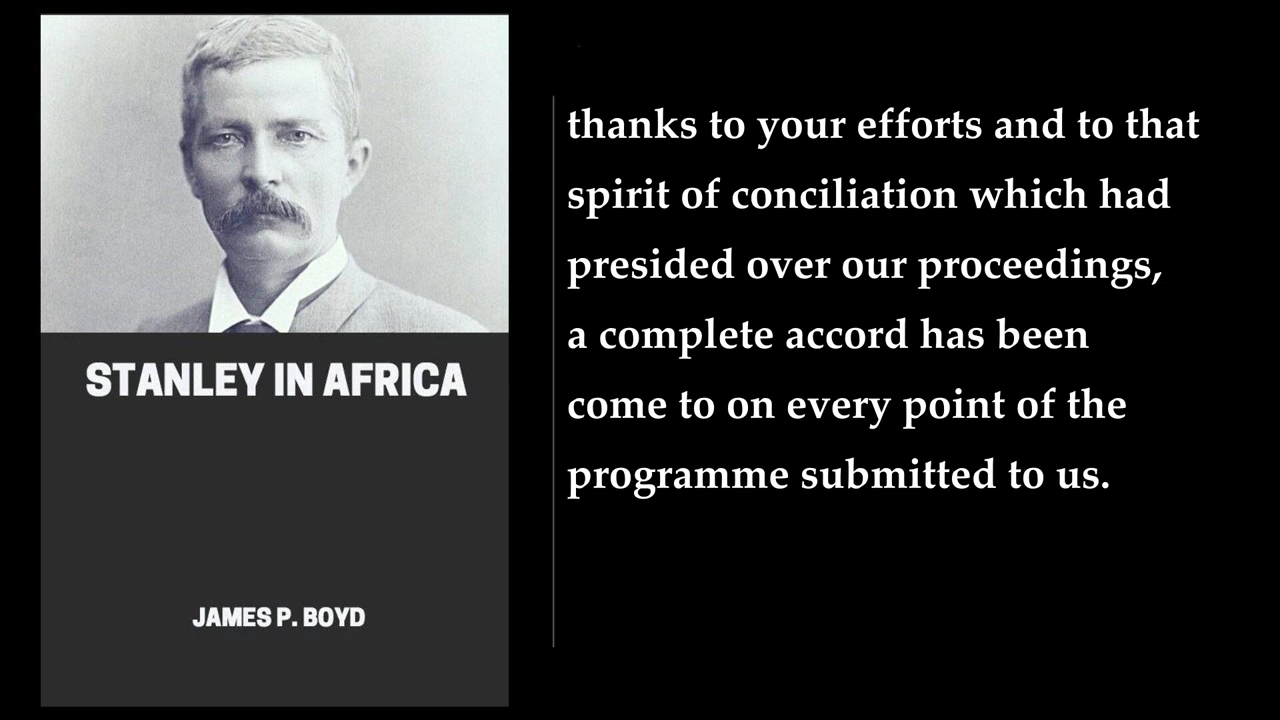 STANLEY IN AFRICA
JAMES P. BOYD
thanks to your efforts and to that
spirit of conciliation which had
presided over our proceedings,
a complete accord has been
come to on every point of the
programme submitted to us.